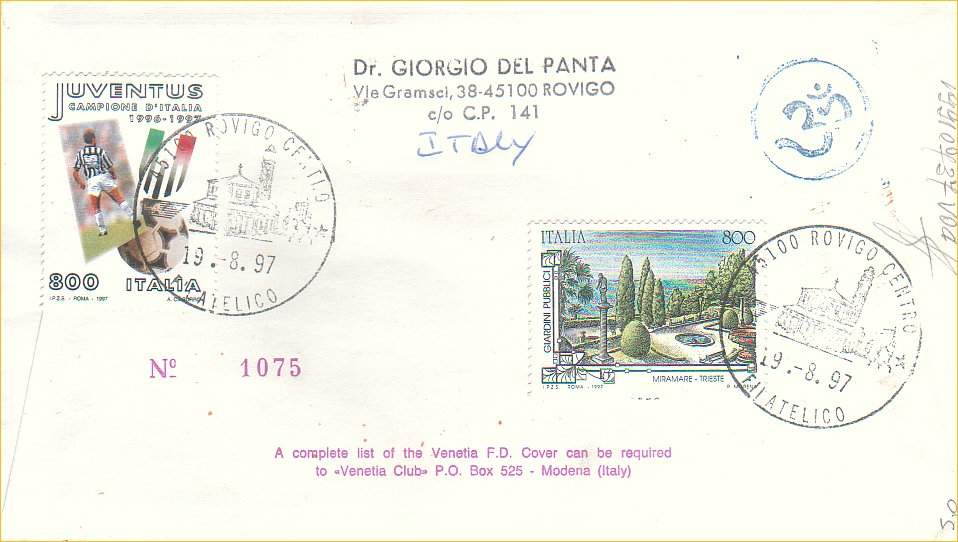 Dr. GIORGIO DEL PANTA
Vle Gramsci, 38-45100 ROVIGO
c/o C.P. 141
ITALY
JUVENTUS
CAMPIONE D'ITALIA
1996-1997
800 ITALIA
I.P.Z.S. - ROMA - 1997
45100 ROVIGO CENTRO
19.-8.97
FILATELICO
ॐ
ITALIA 800
GIARDINI PUBBLICI
MIRAMARE - TRIESTE
I.P.Z.S. ROMA - 1997
45100 ROVIGO CENTRO
19.-8.97
FILATELICO
Nº 1075
A complete list of the Venetia F.D. Cover can be required
to «Venetia Club» P.O. Box 525 - Modena (Italy)